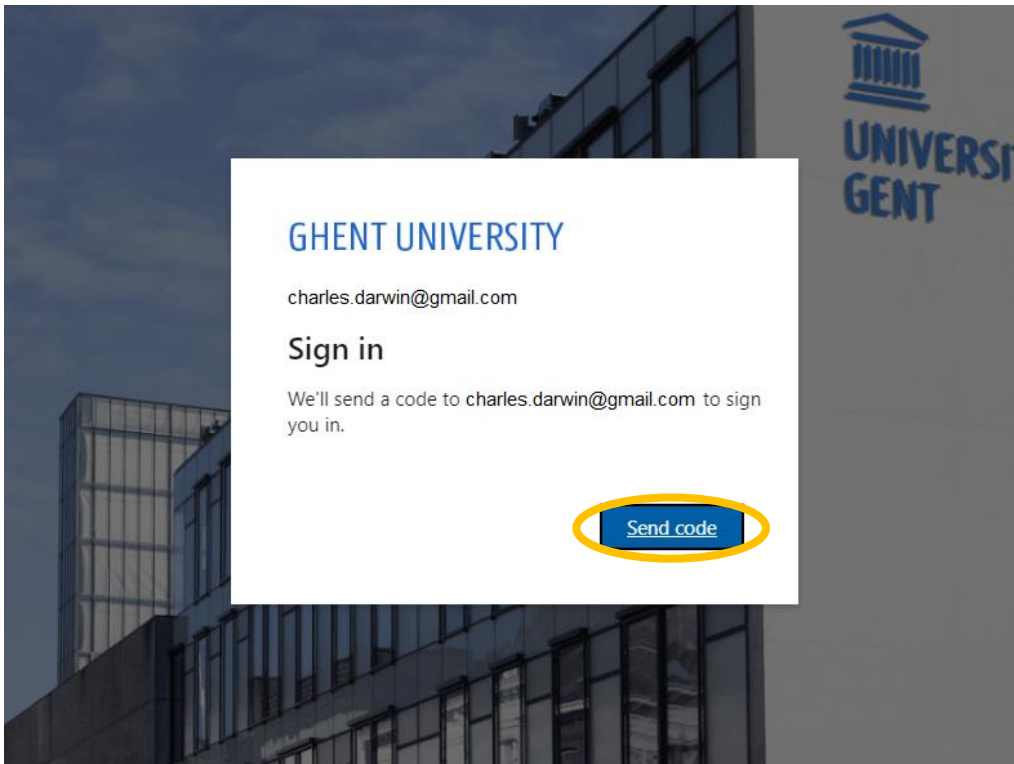 UNIVERSI
GENT
GHENT UNIVERSITY
charles.darwin@gmail.com
Sign in
We'll send a code to charles.darwin@gmail.com to sign
you in.
Send code